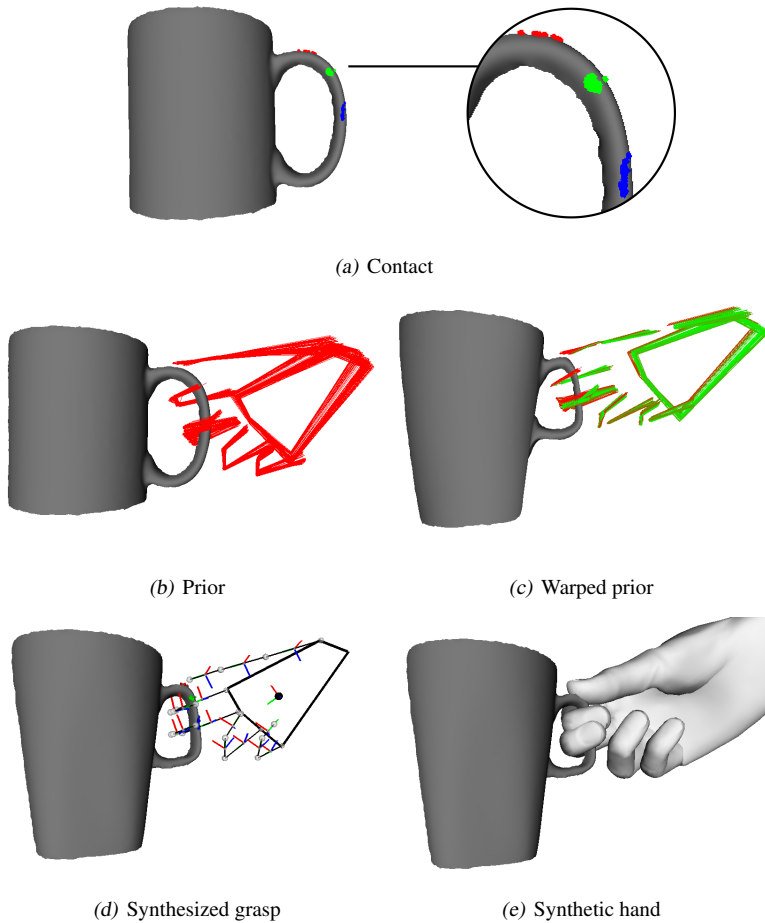 (a) Contact
(b) Prior
(c) Warped prior
(d) Synthesized grasp
(e) Synthetic hand